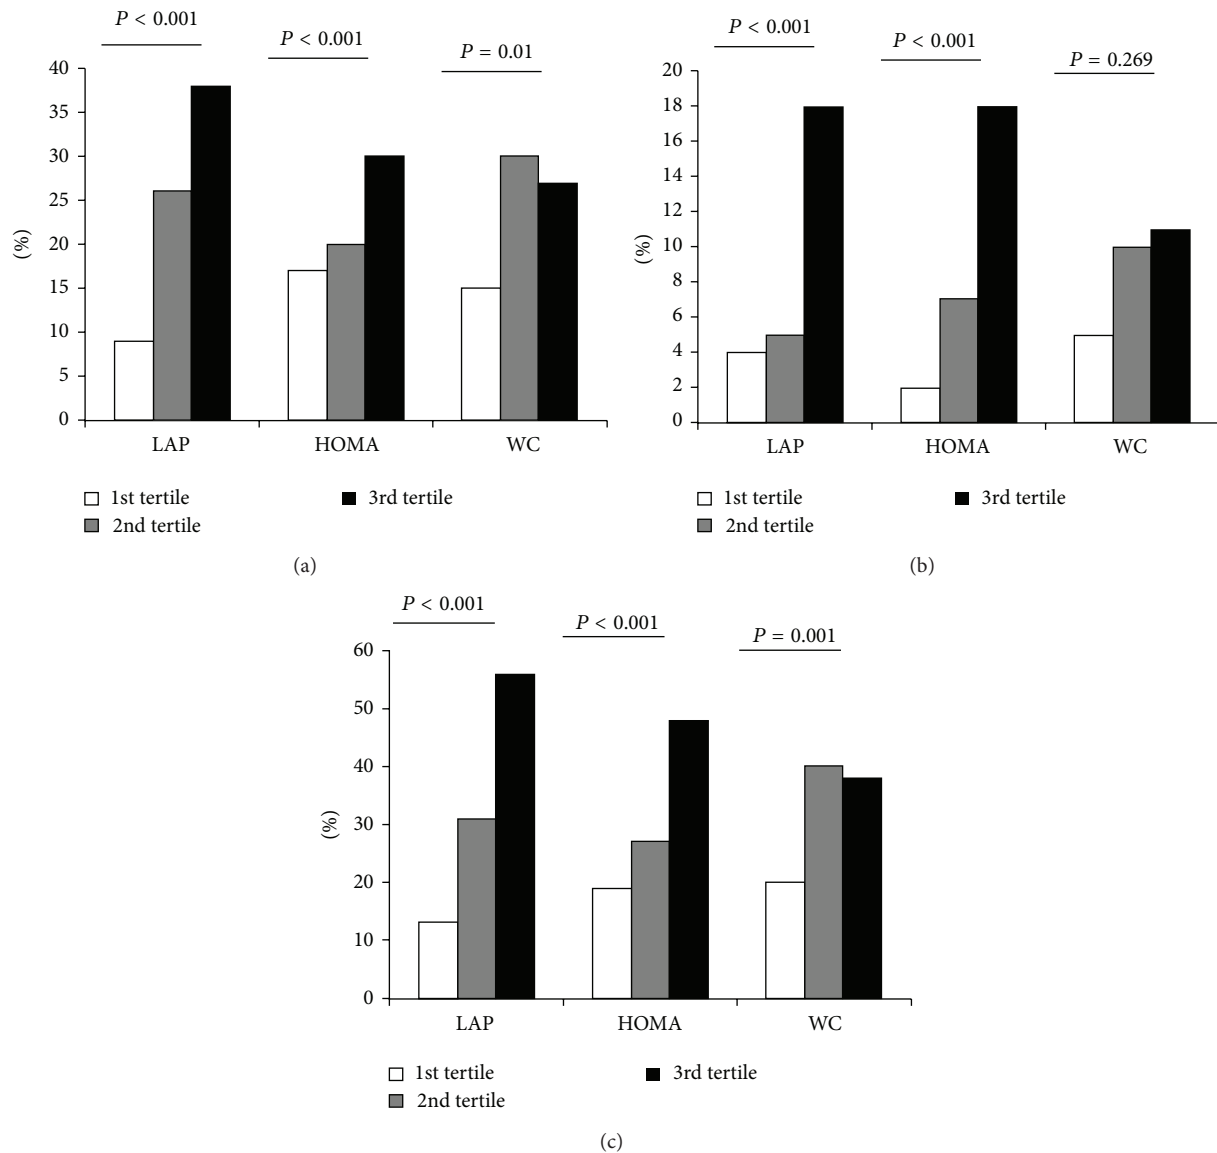 P < 0.001
P < 0.001
P = 0.01
40
35
30
25
20
15
10
5
0
(%)
LAP
HOMA
WC
1st tertile
3rd tertile
2nd tertile
(a)
P < 0.001
P < 0.001
P = 0.269
20
18
16
14
12
10
8
6
4
2
0
(%)
LAP
HOMA
WC
1st tertile
3rd tertile
2nd tertile
(b)
P < 0.001
P < 0.001
P = 0.001
60
50
40
30
20
10
0
(%)
LAP
HOMA
WC
1st tertile
3rd tertile
2nd tertile
(c)